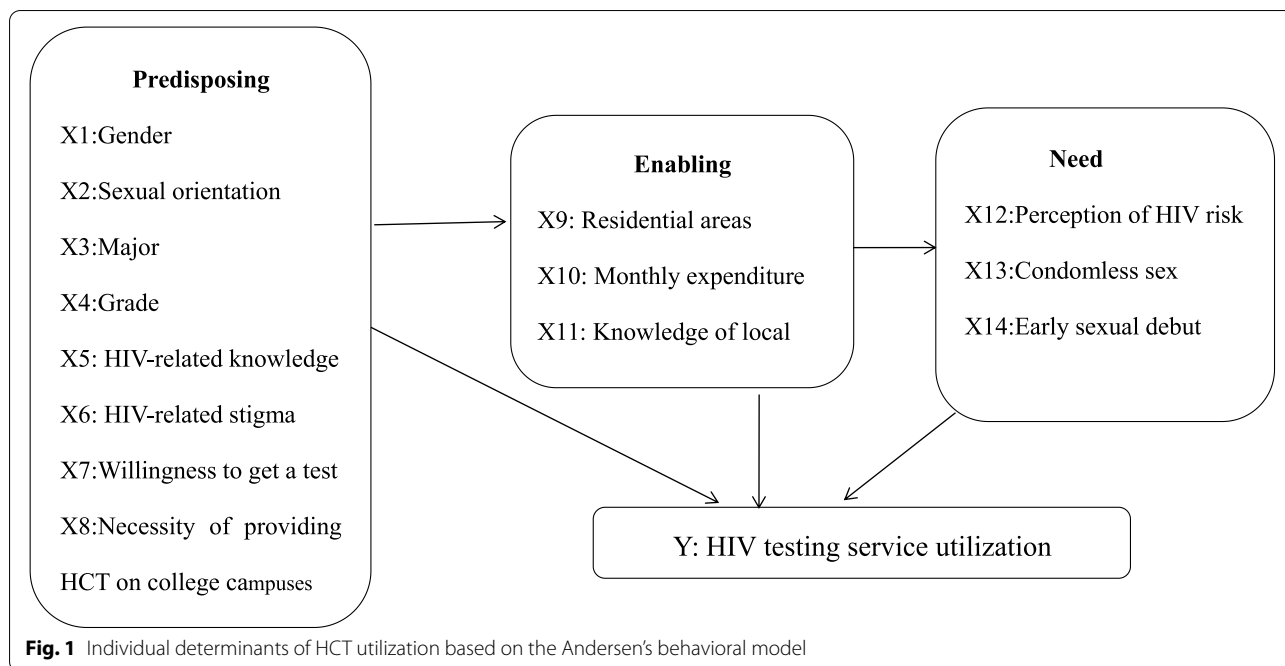 Predisposing
X1:Gender
X2:Sexual orientation
X3:Major
X4:Grade
X5: HIV-related knowledge
X6: HIV-related stigma
X7:Willingness to get a test
X8:Necessity of providing
HCT on college campuses
Enabling
X9: Residential areas
X10: Monthly expenditure
X11: Knowledge of local
Need
X12:Perception of HIV risk
X13:Condomless sex
X14:Early sexual debut
Y: HIV testing service utilization
Fig. 1 Individual determinants of HCT utilization based on the Andersen's behavioral model